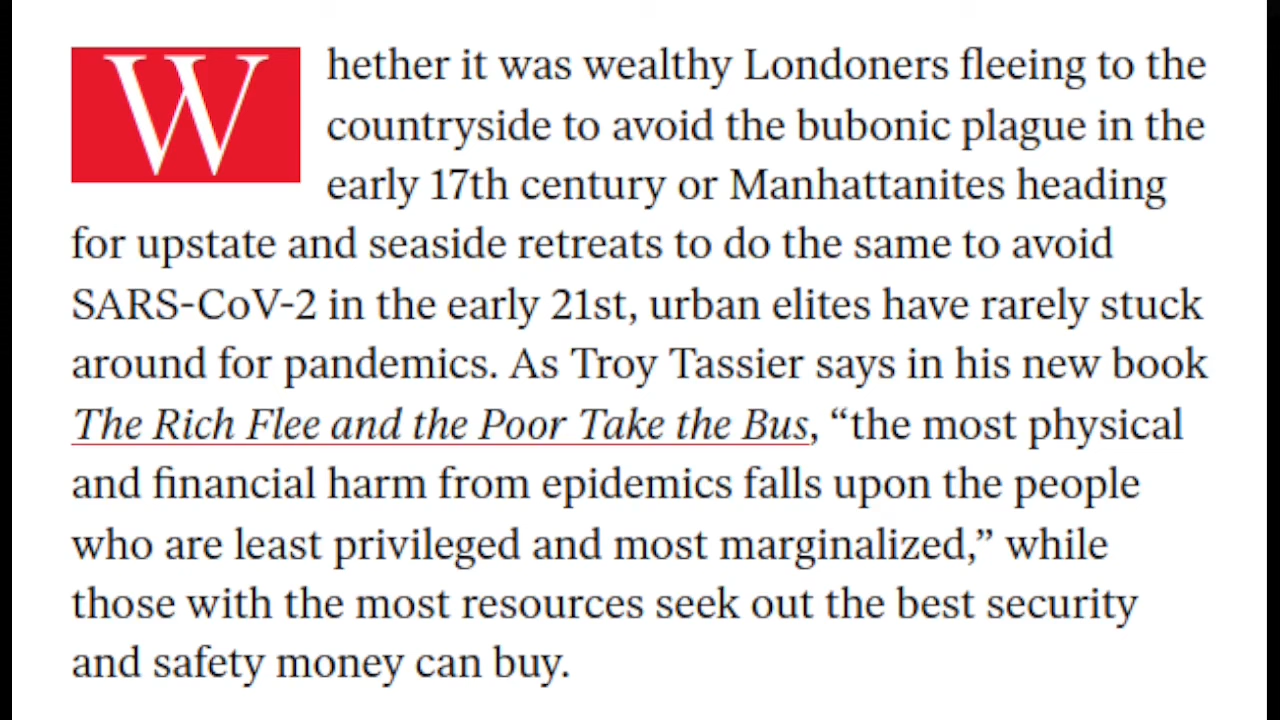 Whether it was wealthy Londoners fleeing to the
countryside to avoid the bubonic plague in the
early 17th century or Manhattanites heading
for upstate and seaside retreats to do the same to avoid
SARS-CoV-2 in the early 21st, urban elites have rarely stuck
around for pandemics. As Troy Tassier says in his new book
The Rich Flee and the Poor Take the Bus, “the most physical
and financial harm from epidemics falls upon the people
who are least privileged and most marginalized,” while
those with the most resources seek out the best security
and safety money can buy.